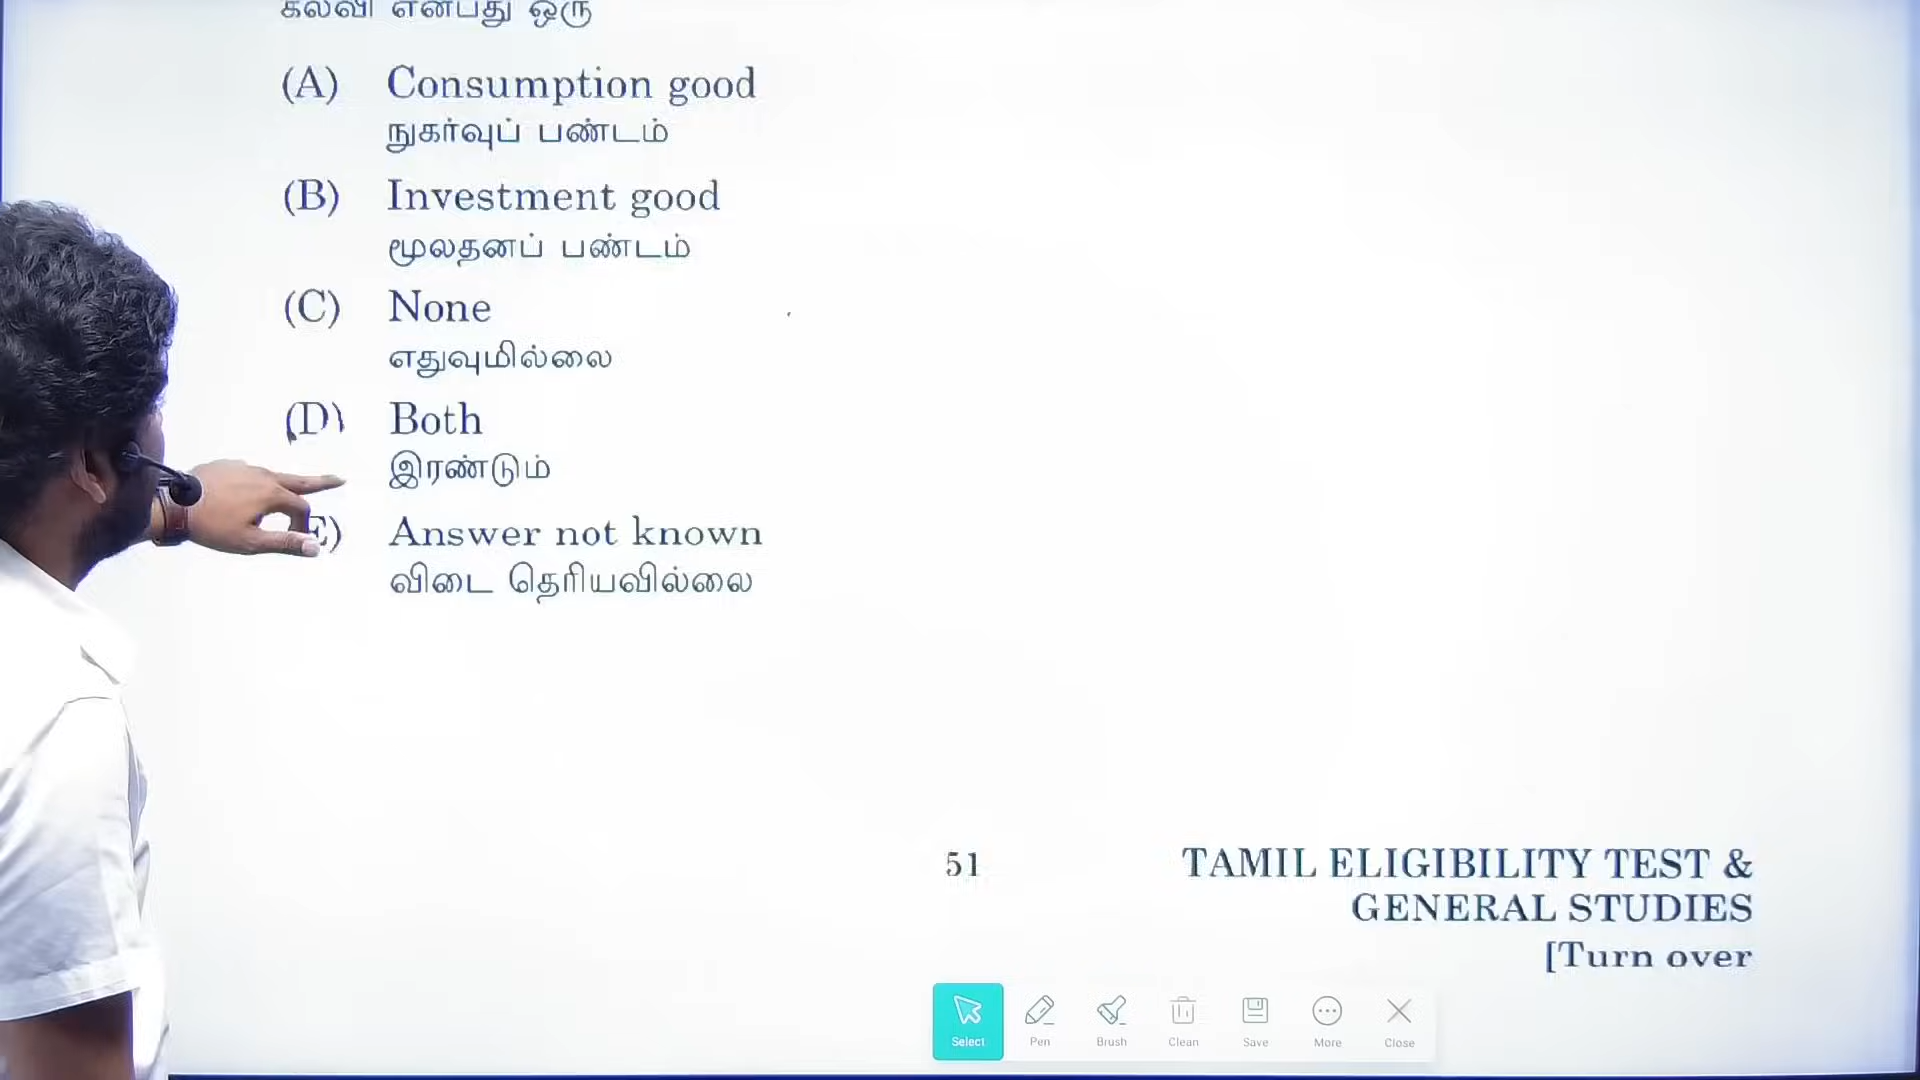 கல்வி என்பது ஒரு
(A) Consumption good
நுகர்வுப் பண்டம்
(B) Investment good
மூலதனப் பண்டம்
(C) None
எதுவுமில்லை
(D) Both
இரண்டும்
E) Answer not known
விடை தெரியவில்லை
51
TAMIL ELIGIBILITY TEST &
GENERAL STUDIES
[Turn over
Select Pen Brush Clean Save More Close